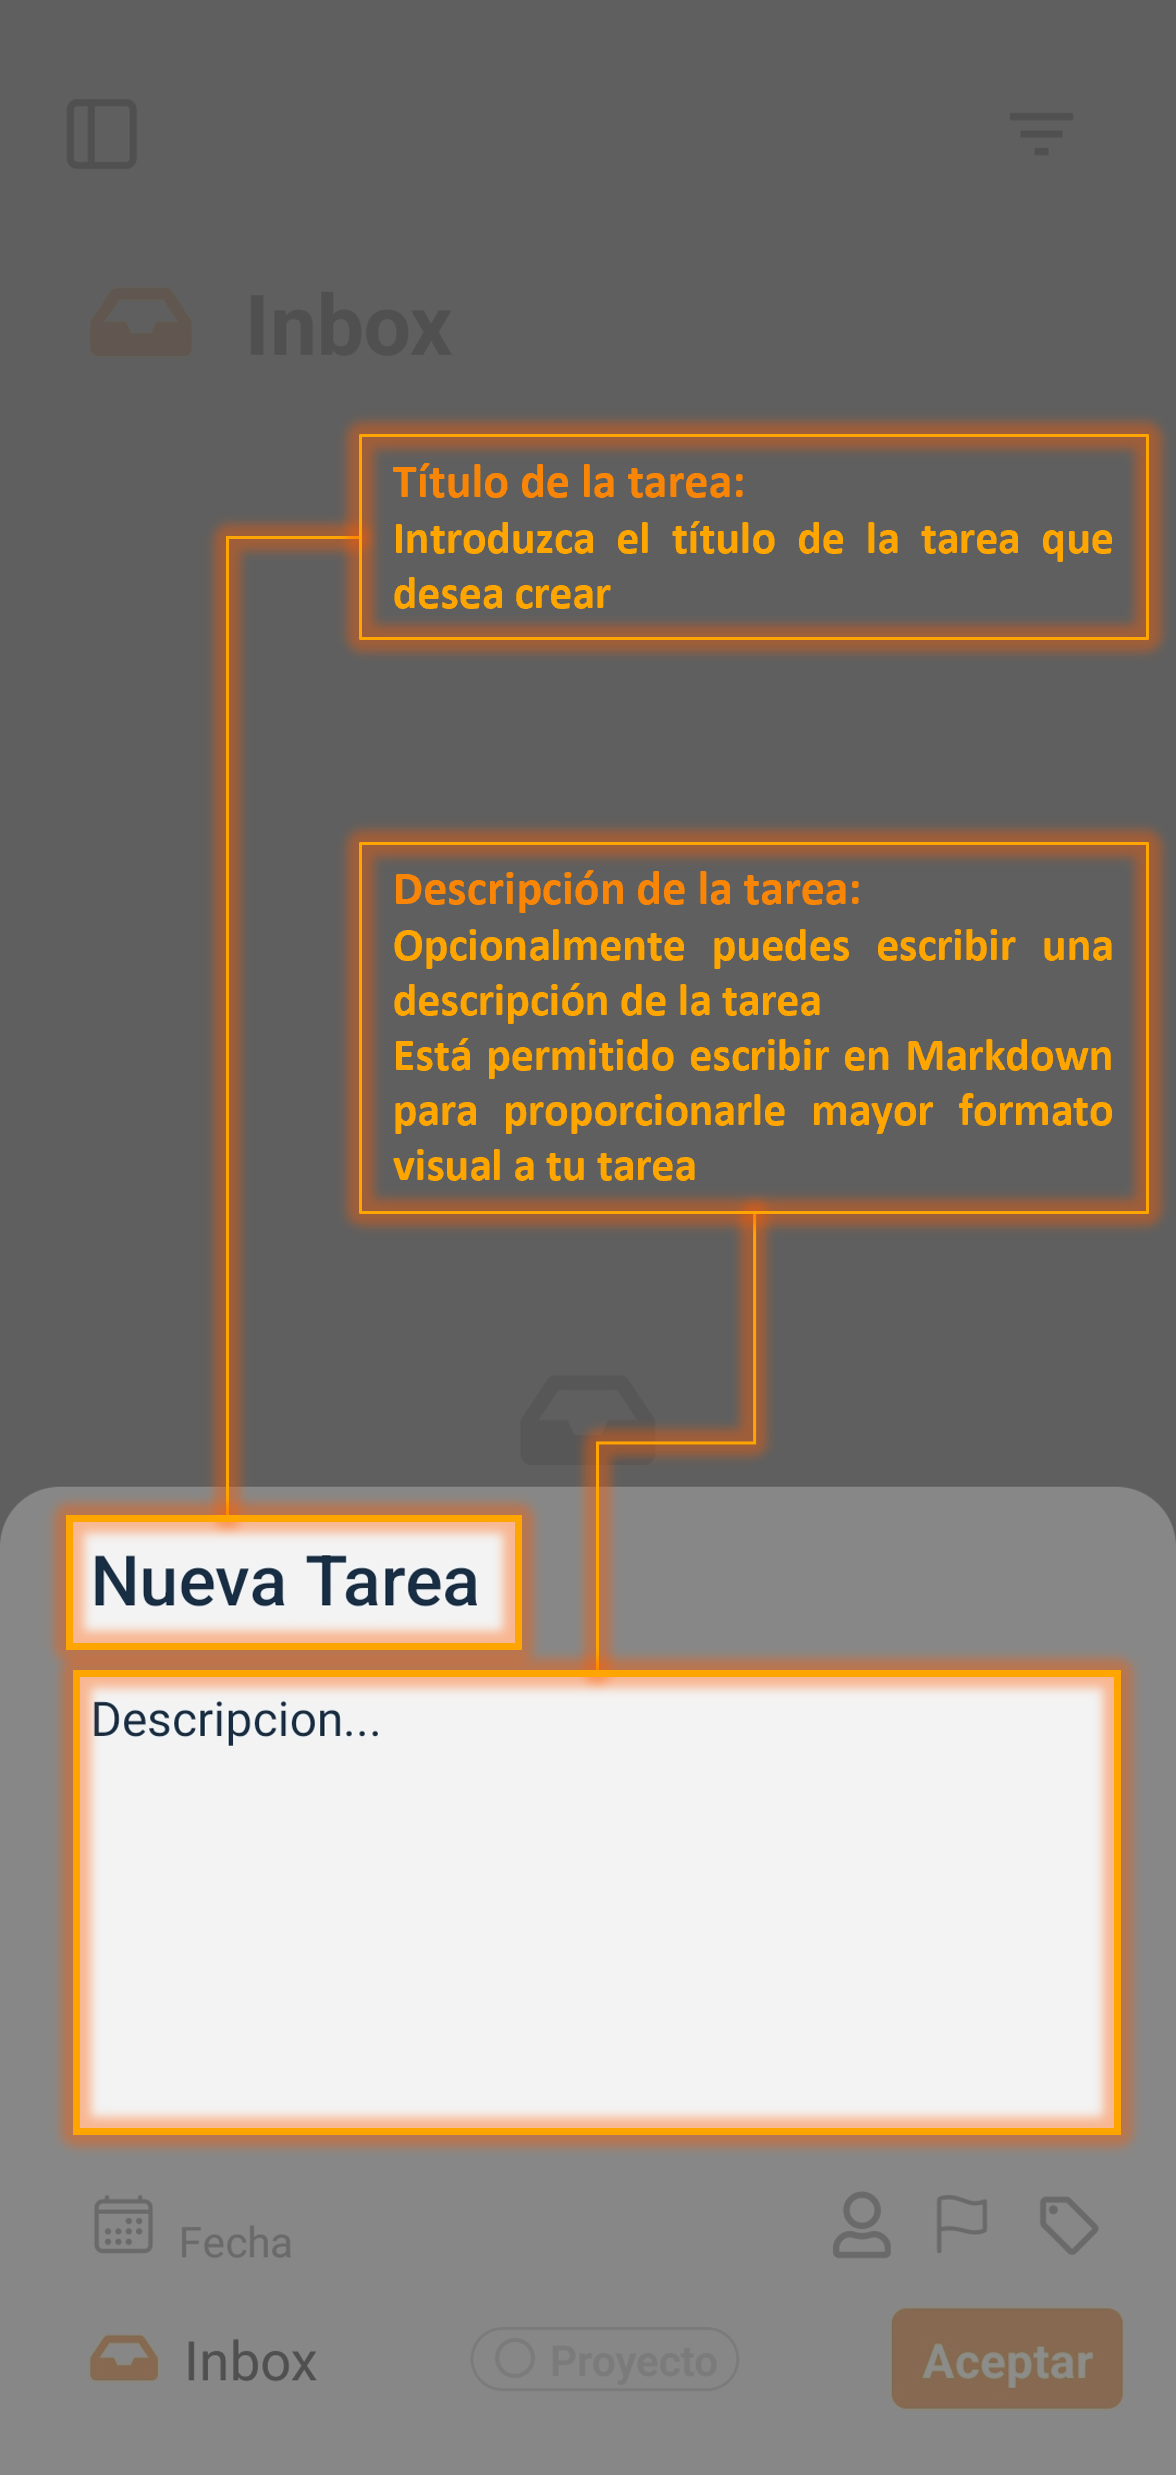 Inbox
Título de la tarea:
Introduzca el título de la tarea que
desea crear
Descripción de la tarea:
Opcionalmente puedes escribir una
descripción de la tarea
Está permitido escribir en Markdown
para proporcionarle mayor formato
visual a tu tarea
Nueva Tarea
Descripcion...
Fecha
Inbox
Proyecto
Aceptar